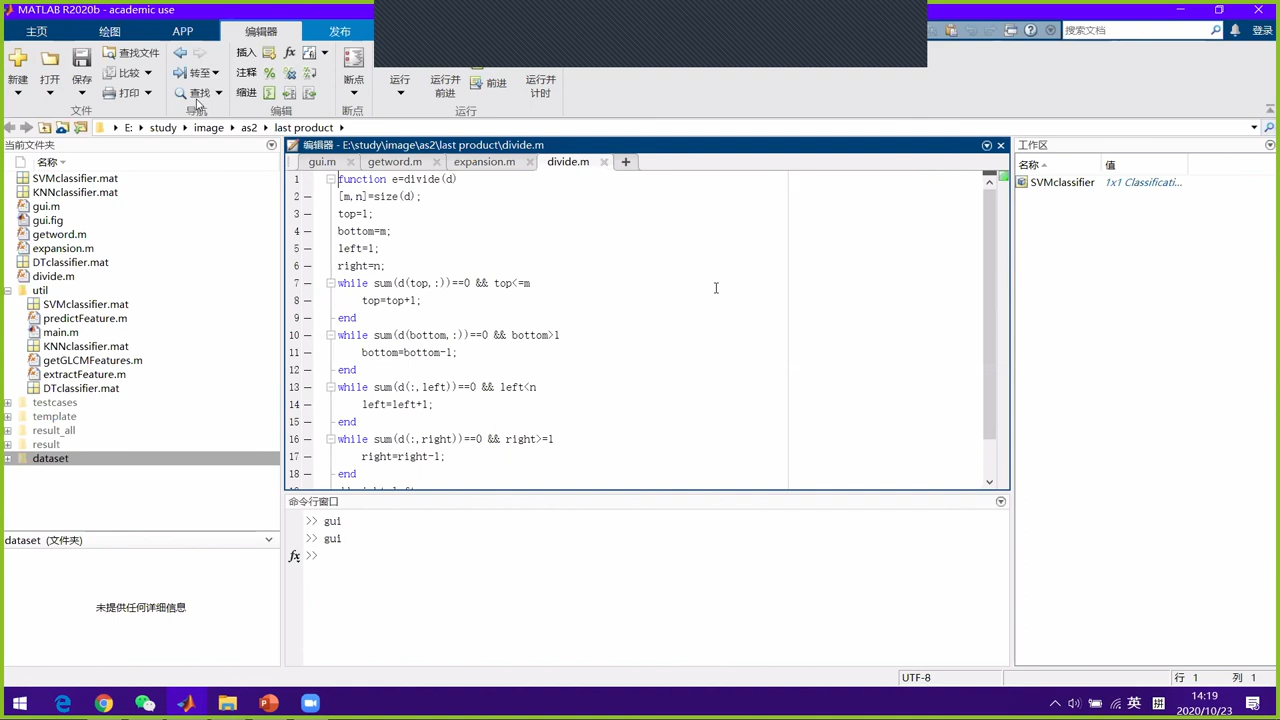 MATLAB R2020b - academic use
主页 绘图 APP 编辑器 发布 搜索文档 登录
新建 打开 保存 查找文件 比较 打印 转至 查找 插入 注释 缩进 断点 运行 运行并前进 前进 运行并计时
文件 导航 编辑 断点 运行
E: study image as2 last product
当前文件夹
名称
SVMclassifier.mat
KNNclassifier.mat
gui.m
gui.fig
getword.m
expansion.m
DTclassifier.mat
divide.m
util
SVMclassifier.mat
predictFeature.m
main.m
KNNclassifier.mat
getGLCMFeatures.m
extractFeature.m
DTclassifier.mat
testcases
template
result_all
result
dataset
dataset (文件夹)
未提供任何详细信息
编辑器 - E:\study\image\as2\last product\divide.m
gui.m getword.m expansion.m divide.m
1 function e=divide(d)
2 [m,n]=size(d);
3 top=1;
4 bottom=m;
5 left=1;
6 right=n;
7 while sum(d(top,:))==0 && top<=m
8 top=top+1;
9 end
10 while sum(d(bottom,:))==0 && bottom>1
11 bottom=bottom-1;
12 end
13 while sum(d(:,left))==0 && left<n
14 left=left+1;
15 end
16 while sum(d(:,right))==0 && right>=1
17 right=right-1;
18 end
命令行窗口
>> gui
>> gui
fx >>
工作区
名称 值
SVMclassifier 1x1 Classificati...
UTF-8 行 1 列 1
英 拼 14:19
2020/10/23